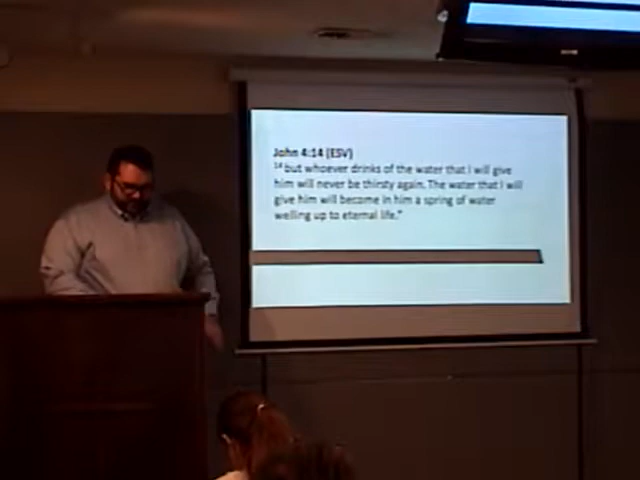 John 4:14 (ESV)
14 but whoever drinks of the water that I will give
him will never be thirsty again. The water that I will
give him will become in him a spring of water
welling up to eternal life."